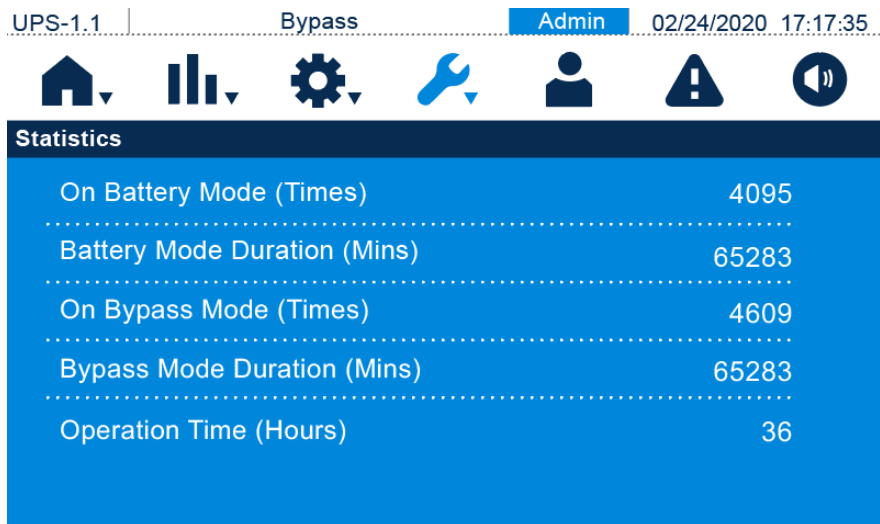 UPS-1.1 Bypass Admin 02/24/2020 17:17:35
Statistics
On Battery Mode (Times) 4095
Battery Mode Duration (Mins) 65283
On Bypass Mode (Times) 4609
Bypass Mode Duration (Mins) 65283
Operation Time (Hours) 36